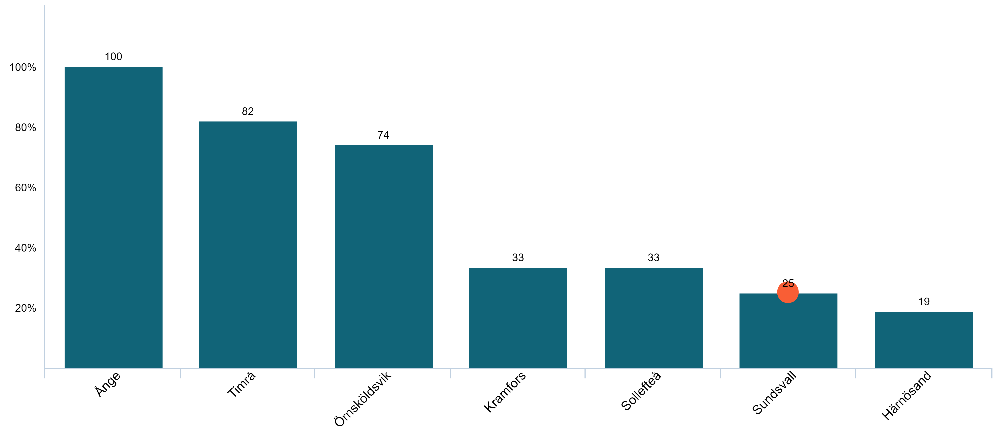 100%
80%
60%
40%
20%
100
82
74
33
33
25
19
Ånge
Timrå
Örnsköldsvik
Kramfors
Sollefteå
Sundsvall
Härnösand